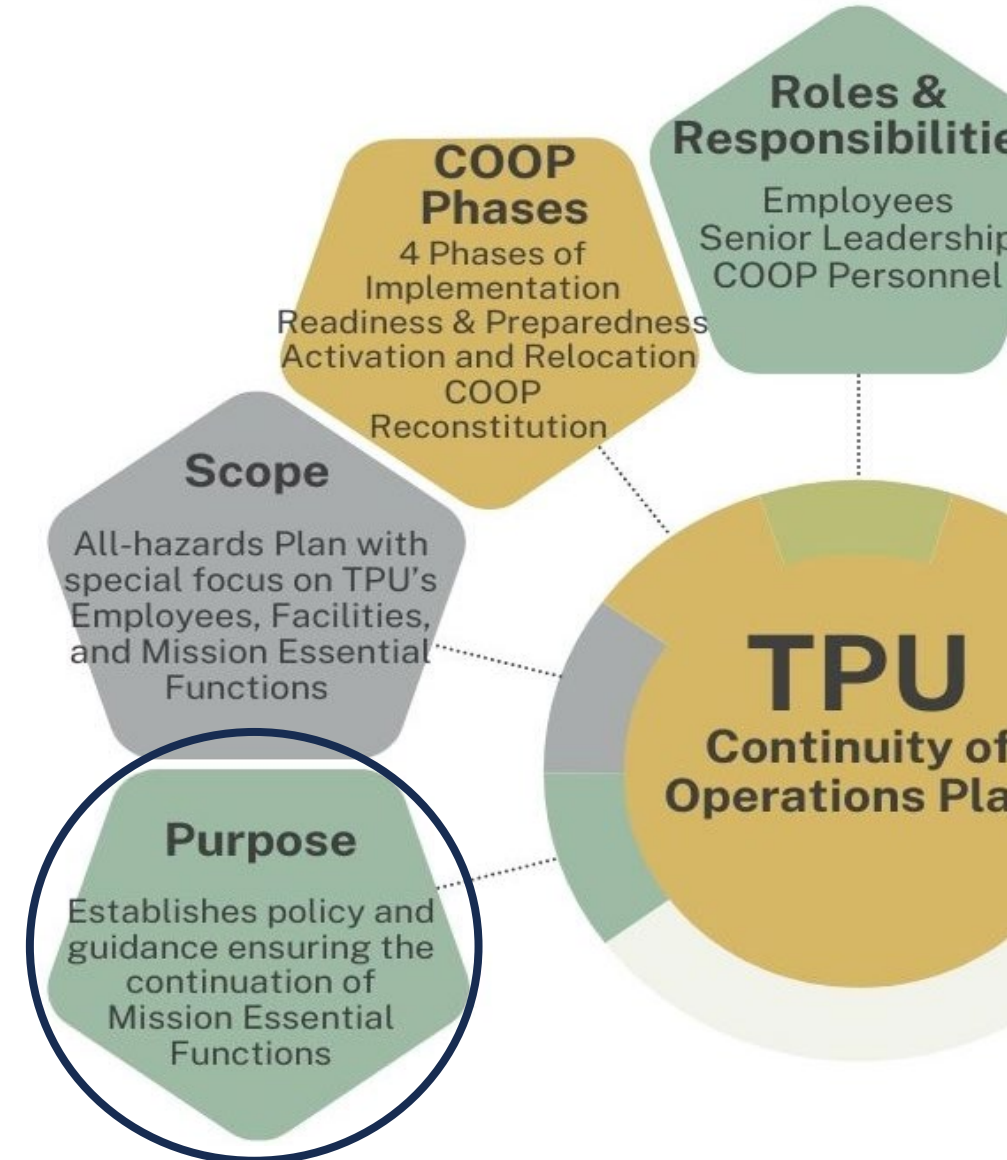 Roles &
Responsibilitie
Employees
Senior Leadership
COOP Personnel
COOP
Phases
4 Phases of
Implementation
Readiness & Preparedness
Activation and Relocation
COOP
Reconstitution
Scope
All-hazards Plan with
special focus on TPU's
Employees, Facilities,
and Mission Essential
Functions
Purpose
Establishes policy and
guidance ensuring the
continuation of
Mission Essential
Functions
TPU
Continuity of
Operations Pla